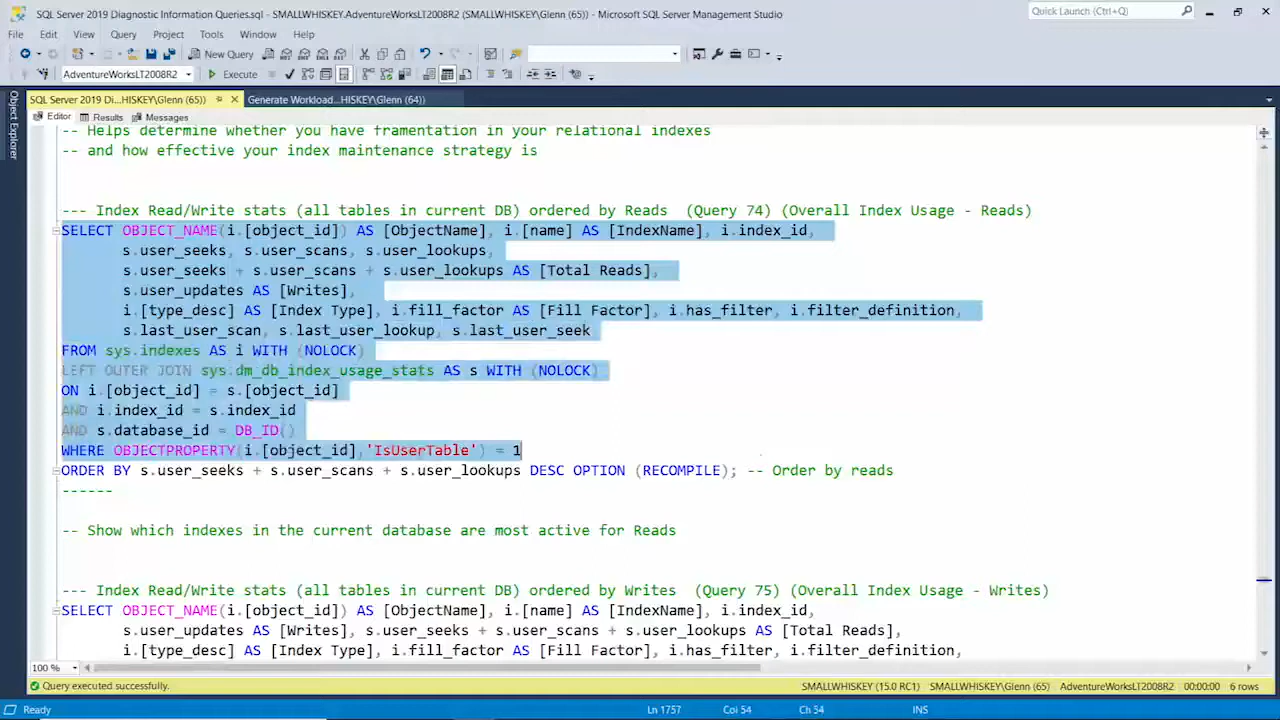 SQL Server 2019 Diagnostic Information Queries.sql - SMALLWHISKEY.AdventureWorksLT2008R2 (SMALLWHISKEY\Glenn (65)) - Microsoft SQL Server Management Studio
Quick Launch (Ctrl+Q)
File Edit View Query Project Tools Window Help
New Query
AdventureWorksLT2008R2 Execute
SQL Server 2019 Di...HISKEY\Glenn (65)) Generate Workload...HISKEY\Glenn (64))
Object Explorer
Editor Results Messages
-- Helps determine whether you have framentation in your relational indexes
-- and how effective your index maintenance strategy is
--- Index Read/Write stats (all tables in current DB) ordered by Reads  (Query 74) (Overall Index Usage - Reads)
SELECT OBJECT_NAME(i.[object_id]) AS [ObjectName], i.[name] AS [IndexName], i.index_id,
s.user_seeks, s.user_scans, s.user_lookups,
s.user_seeks + s.user_scans + s.user_lookups AS [Total Reads],
s.user_updates AS [Writes],
i.[type_desc] AS [Index Type], i.fill_factor AS [Fill Factor], i.has_filter, i.filter_definition,
s.last_user_scan, s.last_user_lookup, s.last_user_seek
FROM sys.indexes AS i WITH (NOLOCK)
LEFT OUTER JOIN sys.dm_db_index_usage_stats AS s WITH (NOLOCK)
ON i.[object_id] = s.[object_id]
AND i.index_id = s.index_id
AND s.database_id = DB_ID()
WHERE OBJECTPROPERTY(i.[object_id],'IsUserTable') = 1
ORDER BY s.user_seeks + s.user_scans + s.user_lookups DESC OPTION (RECOMPILE); -- Order by reads
------
-- Show which indexes in the current database are most active for Reads
--- Index Read/Write stats (all tables in current DB) ordered by Writes  (Query 75) (Overall Index Usage - Writes)
SELECT OBJECT_NAME(i.[object_id]) AS [ObjectName], i.[name] AS [IndexName], i.index_id,
s.user_updates AS [Writes], s.user_seeks + s.user_scans + s.user_lookups AS [Total Reads],
i.[type_desc] AS [Index Type], i.fill_factor AS [Fill Factor], i.has_filter, i.filter_definition,
100 %
Query executed successfully. SMALLWHISKEY (15.0 RC1) SMALLWHISKEY\Glenn (65) AdventureWorksLT2008R2 00:00:00 6 rows
Ready Ln 1757 Col 54 Ch 54 INS